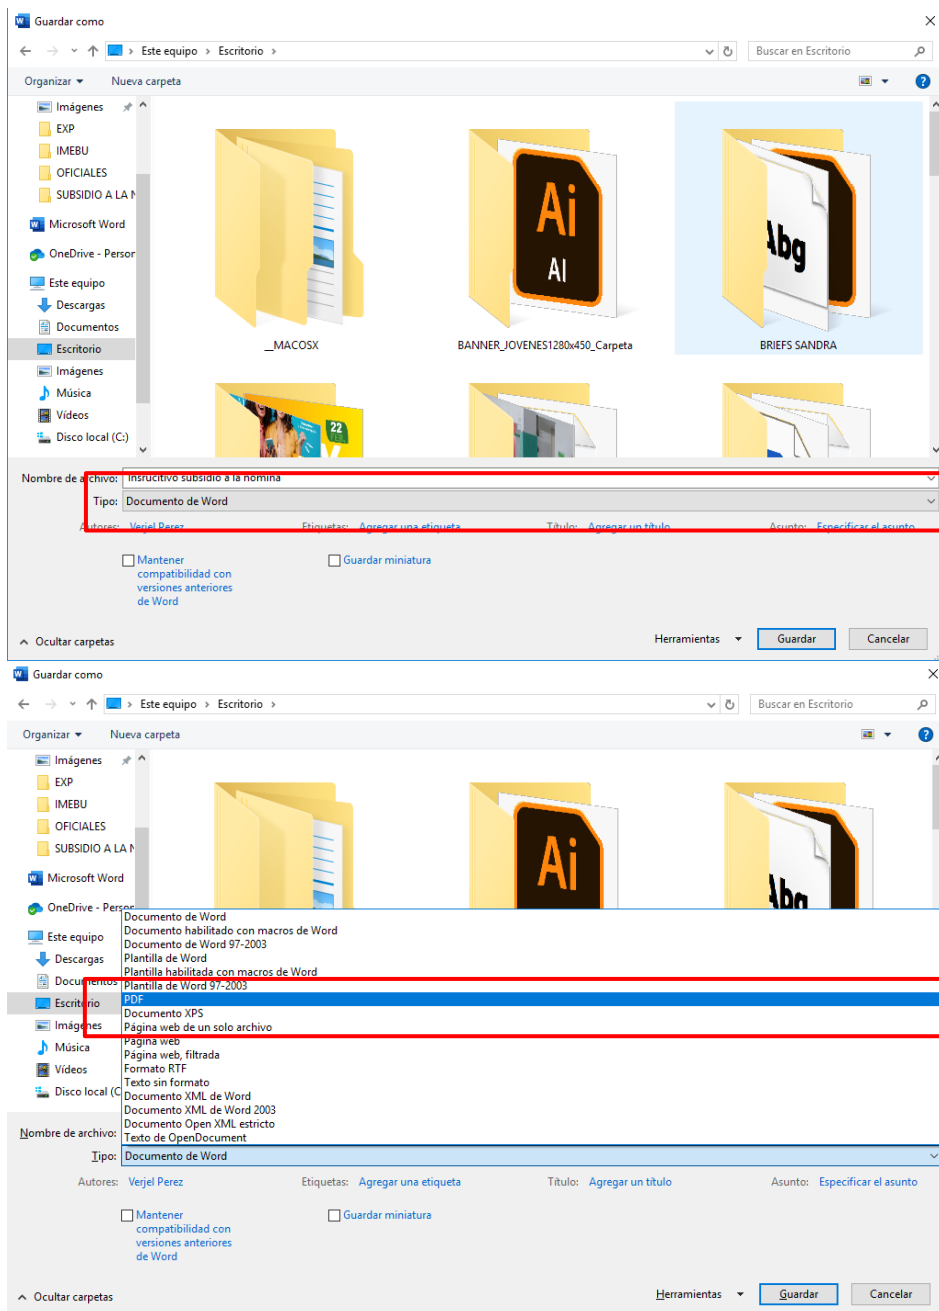 Guardar como
Este equipo > Escritorio >
Buscar en Escritorio
Organizar
Nueva carpeta
Imágenes
EXP
IMEBU
OFICIALES
SUBSIDIO A LA N
Microsoft Word
OneDrive - Person
Este equipo
Descargas
Documentos
Escritorio
Imágenes
Música
Vídeos
Disco local (C:)
Ai
AI
Abg
__MACOSX
BANNER_JOVENES1280x450_Carpeta
BRIEFS SANDRA
22
Nombre de archivo: Insrucitivo subsidio a la nomina
Tipo: Documento de Word
Autores: Verjel Perez
Etiquetas: Agregar una etiqueta
Título: Agregar un título
Asunto: Especificar el asunto
Mantener
compatibilidad con
versiones anteriores
de Word
Guardar miniatura
Ocultar carpetas
Herramientas
Guardar
Cancelar
Guardar como
Este equipo > Escritorio >
Buscar en Escritorio
Organizar
Nueva carpeta
Imágenes
EXP
IMEBU
OFICIALES
SUBSIDIO A LA N
Microsoft Word
OneDrive - Person
Este equipo
Descargas
Documentos
Escritorio
Imágenes
Música
Vídeos
Disco local (C
Ai
Abg
Documento de Word
Documento habilitado con macros de Word
Documento de Word 97-2003
Plantilla de Word
Plantilla habilitada con macros de Word
Plantilla de Word 97-2003
PDF
Documento XPS
Página web de un solo archivo
Página web
Página web, filtrada
Formato RTF
Texto sin formato
Documento XML de Word
Documento XML de Word 2003
Documento Open XML estricto
Texto de OpenDocument
Nombre de archivo:
Tipo: Documento de Word
Autores: Verjel Perez
Etiquetas: Agregar una etiqueta
Título: Agregar un título
Asunto: Especificar el asunto
Mantener
compatibilidad con
versiones anteriores
de Word
Guardar miniatura
Ocultar carpetas
Herramientas
Guardar
Cancelar